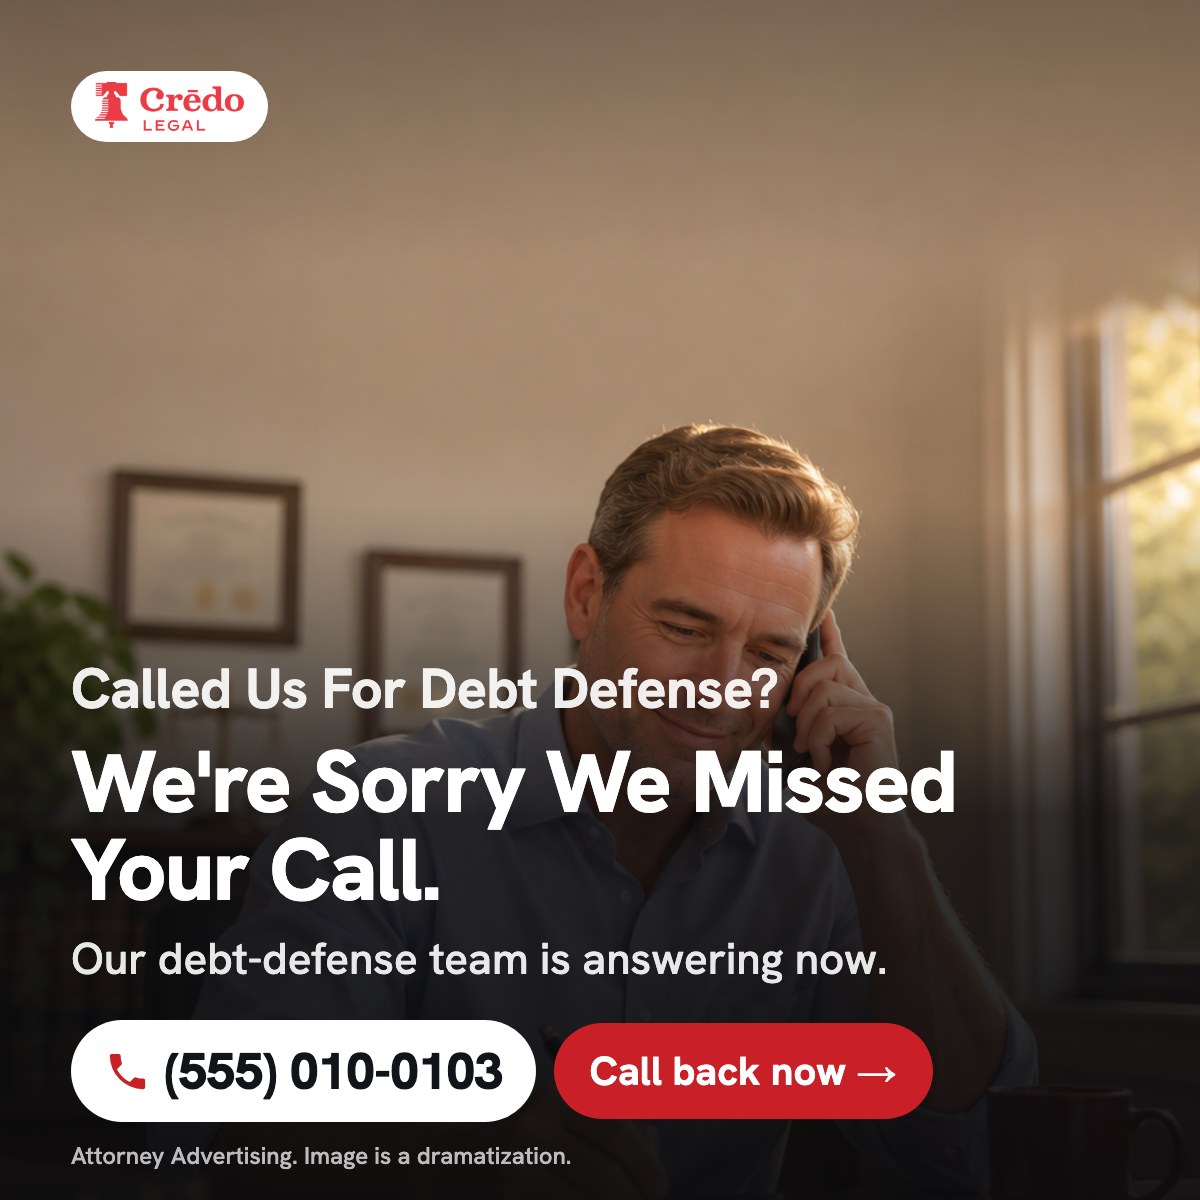 Crēdo
LEGAL
Called Us For Debt Defense?
We're Sorry We Missed
Your Call.
Our debt-defense team is answering now.
(555) 010-0103
Call back now →
Attorney Advertising. Image is a dramatization.